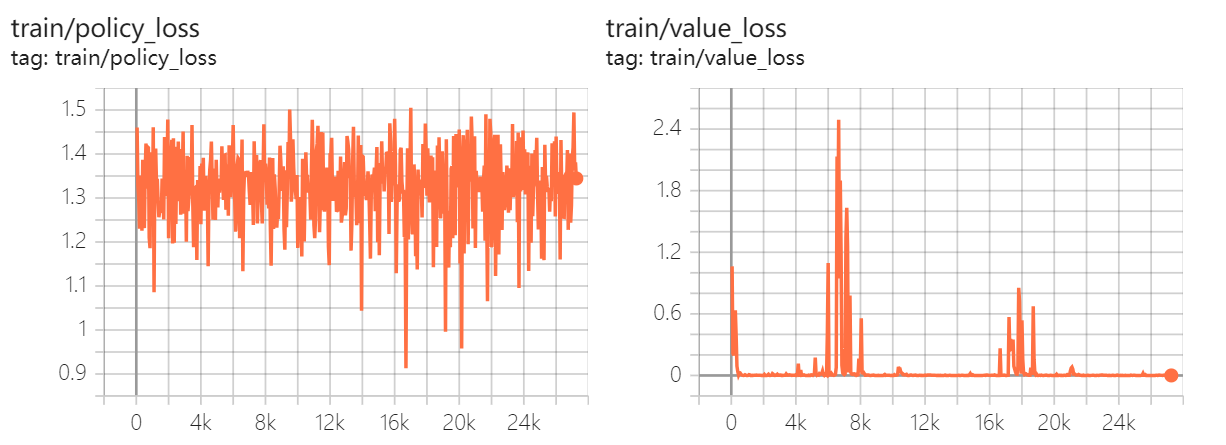 train/policy_loss
tag: train/policy_loss
1.5
1.4
1.3
1.2
1.1
1
0.9
0 4k 8k 12k 16k 20k 24k
train/value_loss
tag: train/value_loss
2.4
1.8
1.2
0.6
0
0 4k 8k 12k 16k 20k 24k